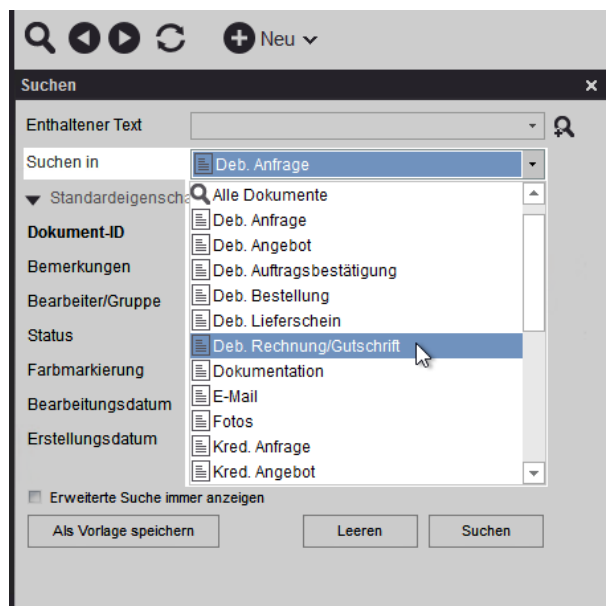 Neu
Suchen
Enthaltener Text
Suchen in
Deb. Anfrage
Standardeigensch
Alle Dokumente
Deb. Anfrage
Dokument-ID
Deb. Angebot
Bemerkungen
Deb. Auftragsbestätigung
Deb. Bestellung
Bearbeiter/Gruppe
Deb. Lieferschein
Status
Deb. Rechnung/Gutschrift
Farbmarkierung
Dokumentation
E-Mail
Bearbeitungsdatum
Fotos
Erstellungsdatum
Kred. Anfrage
Kred. Angebot
Erweiterte Suche immer anzeigen
Als Vorlage speichern
Leeren
Suchen